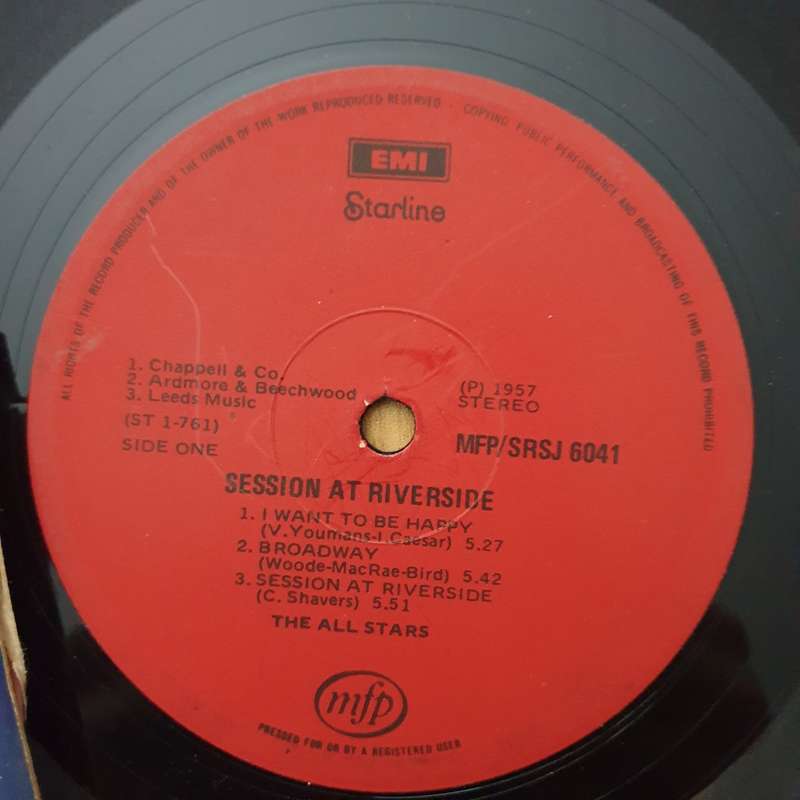 ALL RIGHTS OF THE RECORD PRODUCER AND OF THE OWNER OF THE WORK REPRODUCED RESERVED · COPYING PUBLIC PERFORMANCE AND BROADCASTING OF THIS RECORD PROHIBITED
EMI
Starline
1. Chappell & Co.
2. Ardmore & Beechwood
3. Leeds Music
(ST 1-761)
SIDE ONE
(P) 1957
STEREO
MFP/SRSJ 6041
SESSION AT RIVERSIDE
1. I WANT TO BE HAPPY
(V.Youmans-I.Caesar) 5.27
2. BROADWAY
(Woode-MacRae-Bird) 5.42
3. SESSION AT RIVERSIDE
(C. Shavers) 5.51
THE ALL STARS
mfp
PRESSED FOR OR BY A REGISTERED USER